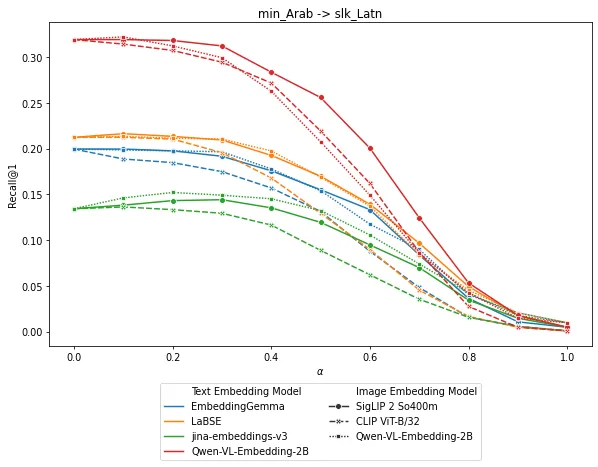 min_Arab -> slk_Latn
Recall@1
0.30
0.25
0.20
0.15
0.10
0.05
0.00
0.0 0.2 0.4 0.6 0.8 1.0
α
Text Embedding Model Image Embedding Model
EmbeddingGemma SigLIP 2 So400m
LaBSE CLIP ViT-B/32
jina-embeddings-v3 Qwen-VL-Embedding-2B
Qwen-VL-Embedding-2B